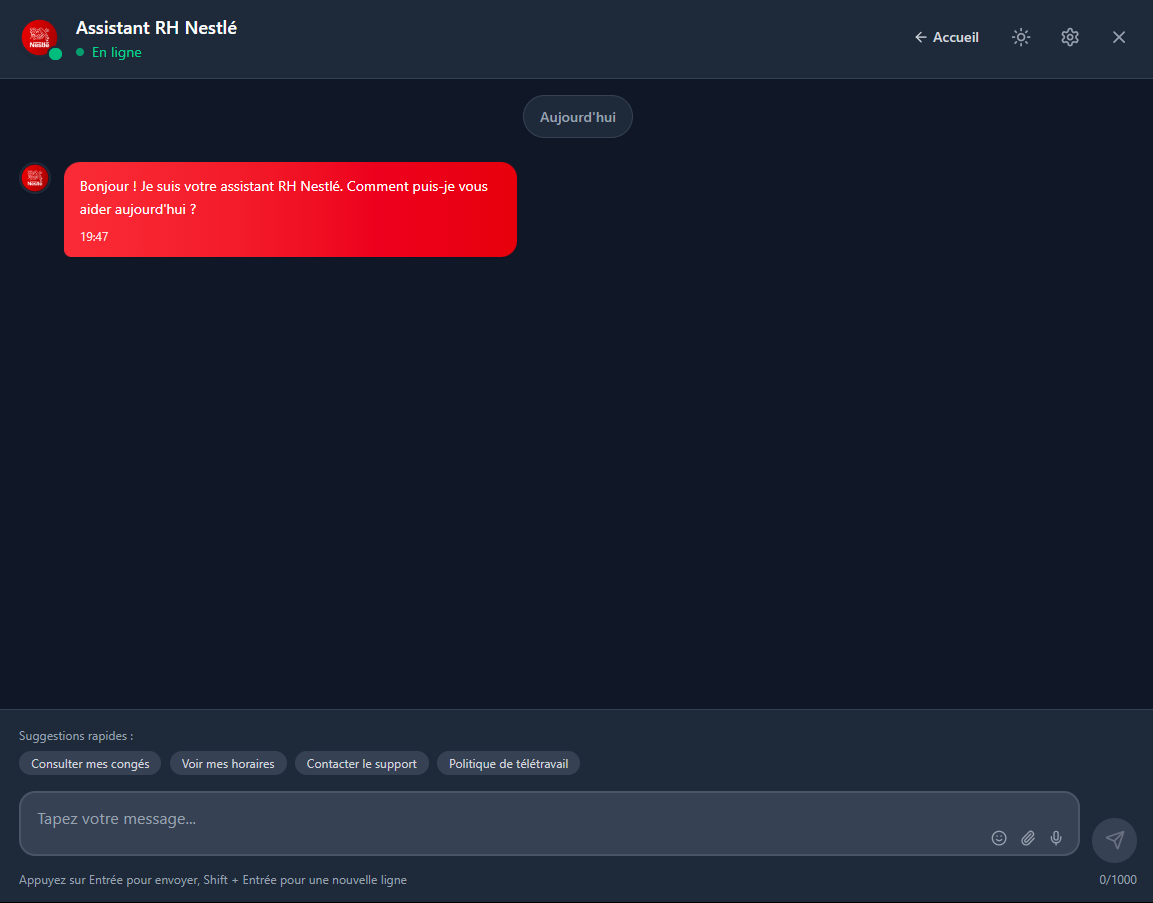 Nestlé
Assistant RH Nestlé
En ligne
Accueil
Aujourd'hui
Nestlé
Bonjour ! Je suis votre assistant RH Nestlé. Comment puis-je vous
aider aujourd'hui ?
19:47
Suggestions rapides :
Consulter mes congés
Voir mes horaires
Contacter le support
Politique de télétravail
Tapez votre message...
Appuyez sur Entrée pour envoyer, Shift + Entrée pour une nouvelle ligne
0/1000